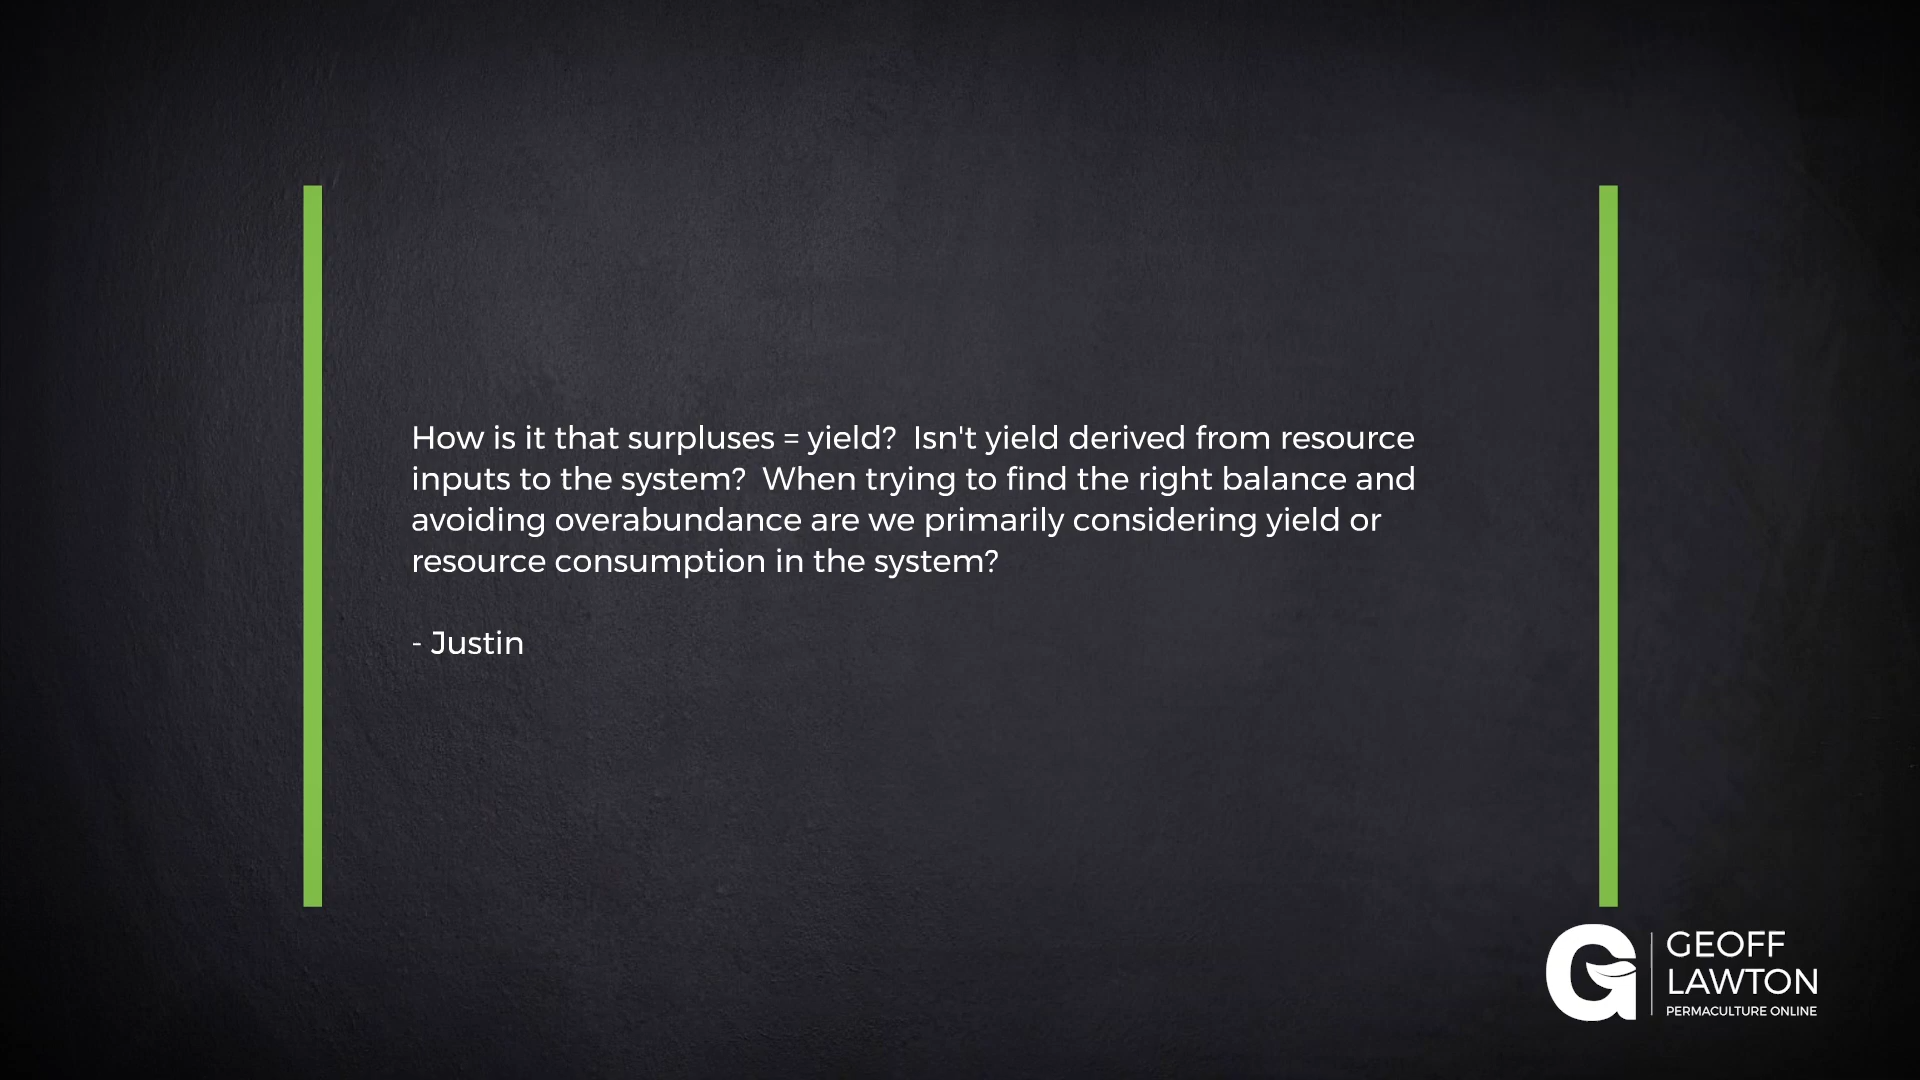 How is it that surpluses = yield?  Isn't yield derived from resource
inputs to the system?  When trying to find the right balance and
avoiding overabundance are we primarily considering yield or
resource consumption in the system?
- Justin
GEOFF
LAWTON
PERMACULTURE ONLINE